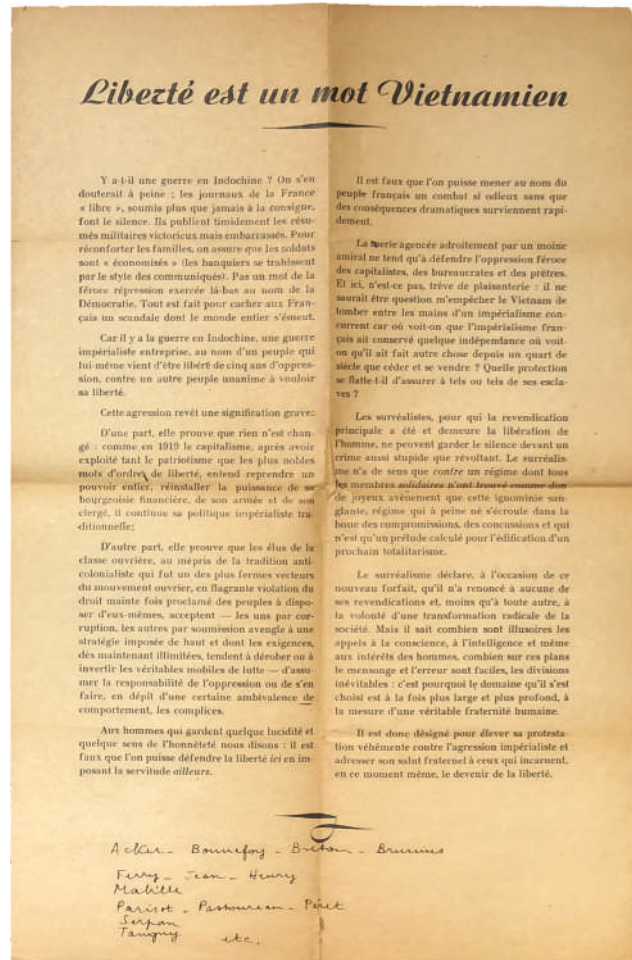 Liberté est un mot Vietnamien
Y a-t-il une guerre en Indochine ? On s'en
douterait à peine ; les journaux de la France
« libre », soumis plus que jamais à la consigne,
font le silence. Ils publient timidement les résu-
més militaires victorieux mais embarrassés. Pour
réconforter les familles, on assure que les soldats
sont « économisés » (les banquiers se trahissent
par le style des communiqués). Pas un mot de la
féroce répression exercée là-bas au nom de la
Démocratie. Tout est fait pour cacher aux Fran-
çais un scandale dont le monde entier s'émeut.
Car il y a la guerre en Indochine, une guerre
impérialiste entreprise, au nom d'un peuple qui
lui-même vient d'être libéré de cinq ans d'oppres-
sion, contre un autre peuple unanime à vouloir
sa liberté.
Cette agression revêt une signification grave:
D'une part, elle prouve que rien n'est chan-
gé : comme en 1919 le capitalisme, après avoir
exploité tant le patriotisme que les plus nobles
mots d'ordre de liberté, entend reprendre un
pouvoir entier, réinstaller la puissance de sa
bourgeoisie financière, de son armée et de son
clergé, il continue sa politique impérialiste tra-
ditionnelle;
D'autre part, elle prouve que les élus de la
classe ouvrière, au mépris de la tradition anti-
colonialiste qui fut un des plus fermes vecteurs
du mouvement ouvrier, en flagrante violation du
droit mainte fois proclamé des peuples à dispo-
ser d'eux-mêmes, acceptent — les uns par cor-
ruption, les autres par soumission aveugle à une
stratégie imposée de haut et dont les exigences,
dès maintenant illimitées, tendent à dérober ou à
invertir les véritables mobiles de lutte — d'assu-
mer la responsabilité de l'oppression ou de s'en
faire, en dépit d'une certaine ambivalence de
comportement, les complices.
Aux hommes qui gardent quelque lucidité et
quelque sens de l'honnêteté nous disons : il est
faux que l'on puisse défendre la liberté ici en im-
posant la servitude ailleurs.
Il est faux que l'on puisse mener au nom du
peuple français un combat si odieux sans que
des conséquences dramatiques surviennent rapi-
dement.
La tuerie agencée adroitement par un moine
amiral ne tend qu'à défendre l'oppression féroce
des capitalistes, des bureaucrates et des prêtres.
Et ici, n'est-ce pas, trêve de plaisanterie : il ne
saurait être question m'empêcher le Vietnam de
tomber entre les mains d'un impérialisme con-
current car où voit-on que l'impérialisme fran-
çais ait conservé quelque indépendance où voit-
on qu'il ait fait autre chose depuis un quart de
siècle que céder et se vendre ? Quelle protection
se flatte-t-il d'assurer à tels ou tels de ses escla-
ves ?
Les surréalistes, pour qui la revendication
principale a été et demeure la libération de
l'homme, ne peuvent garder le silence devant un
crime aussi stupide que révoltant. Le surréalis-
me n'a de sens que contre un régime dont tous
les membres solidaires n'ont trouvé comme don
de joyeux avènement que cette ignominie san-
glante, régime qui à peine né s'écroule dans la
boue des compromissions, des concussions et qui
n'est qu'un prélude calculé pour l'édification d'un
prochain totalitarisme.
Le surréalisme déclare, à l'occasion de ce
nouveau forfait, qu'il n'a renoncé à aucune de
ses revendications et, moins qu'à toute autre, à
la volonté d'une transformation radicale de la
société. Mais il sait combien sont illusoires les
appels à la conscience, à l'intelligence et même
aux intérêts des hommes, combien sur ces plans
le mensonge et l'erreur sont faciles, les divisions
inévitables : c'est pourquoi le domaine qu'il s'est
choisi est à la fois plus large et plus profond, à
la mesure d'une véritable fraternité humaine.
Il est donc désigné pour élever sa protesta-
tion véhémente contre l'agression impérialiste et
adresser son salut fraternel à ceux qui incarnent,
en ce moment même, le devenir de la liberté.
Acker - Bonnefoy - Breton - Brunius
Ferry - Jean - Henry
Mabille
Parisot - Pastoureau - Péret
Serpan
Tanguy etc.